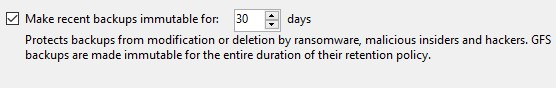 Make recent backups immutable for: 30 days
Protects backups from modification or deletion by ransomware, malicious insiders and hackers. GFS
backups are made immutable for the entire duration of their retention policy.